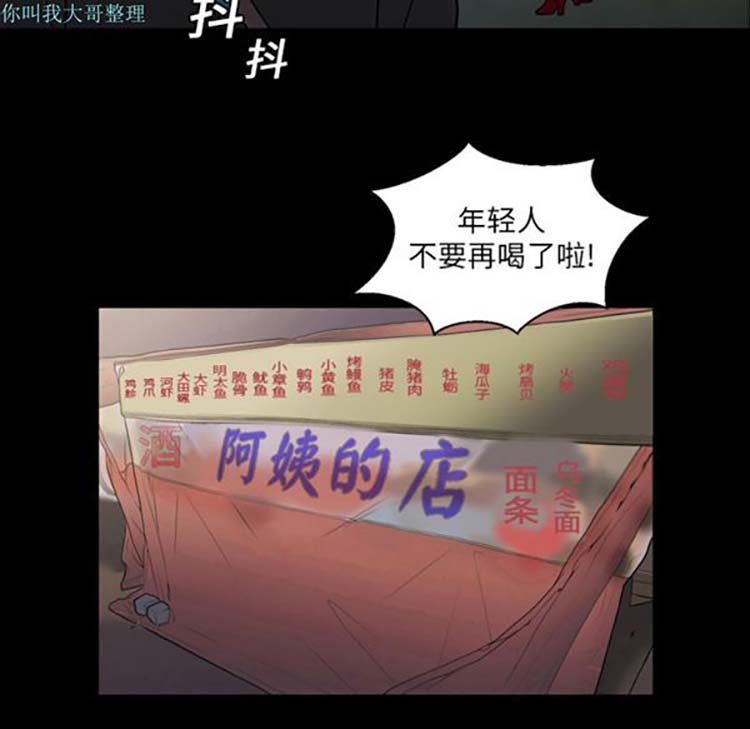 你叫我大哥整理
抖
抖
年轻人
不要再喝了啦!
鸡胗
鸡爪
河虾
大田螺
大虾
明太鱼
脆骨
鱿鱼
小章鱼
鹌鹑
小黄鱼
烤鳗鱼
猪皮
腌猪肉
牡蛎
海瓜子
烤扇贝
酒
阿姨的店
面条
乌冬面